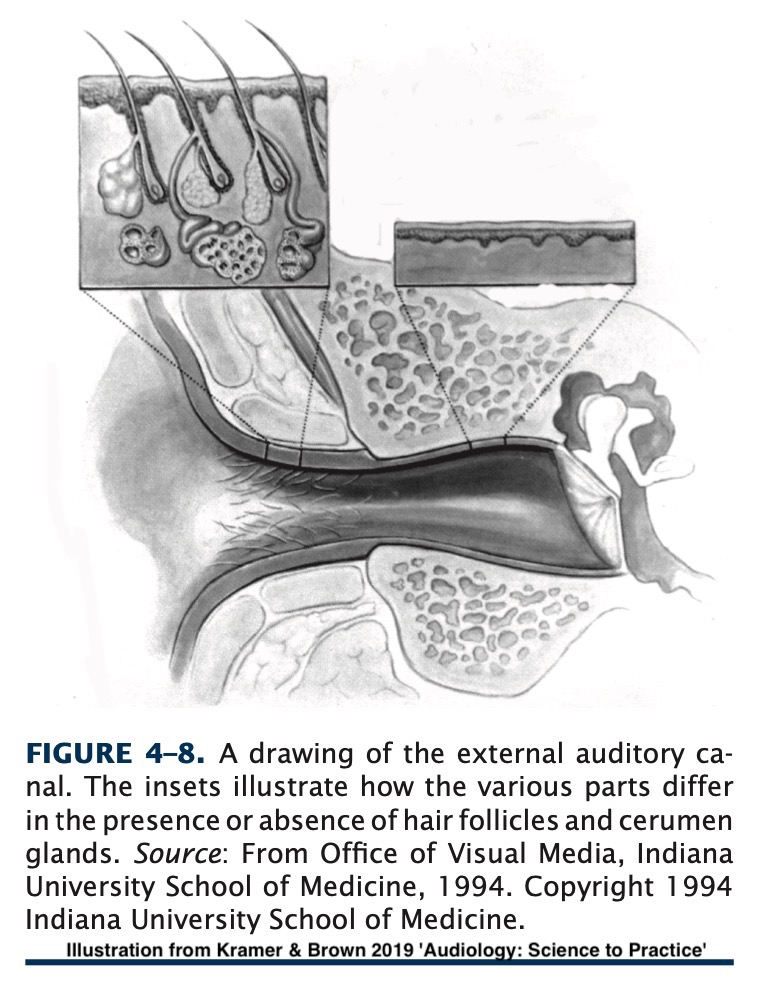 FIGURE 4–8. A drawing of the external auditory ca-
nal. The insets illustrate how the various parts differ
in the presence or absence of hair follicles and cerumen
glands. Source: From Office of Visual Media, Indiana
University School of Medicine, 1994. Copyright 1994
Indiana University School of Medicine.
Illustration from Kramer & Brown 2019 'Audiology: Science to Practice'